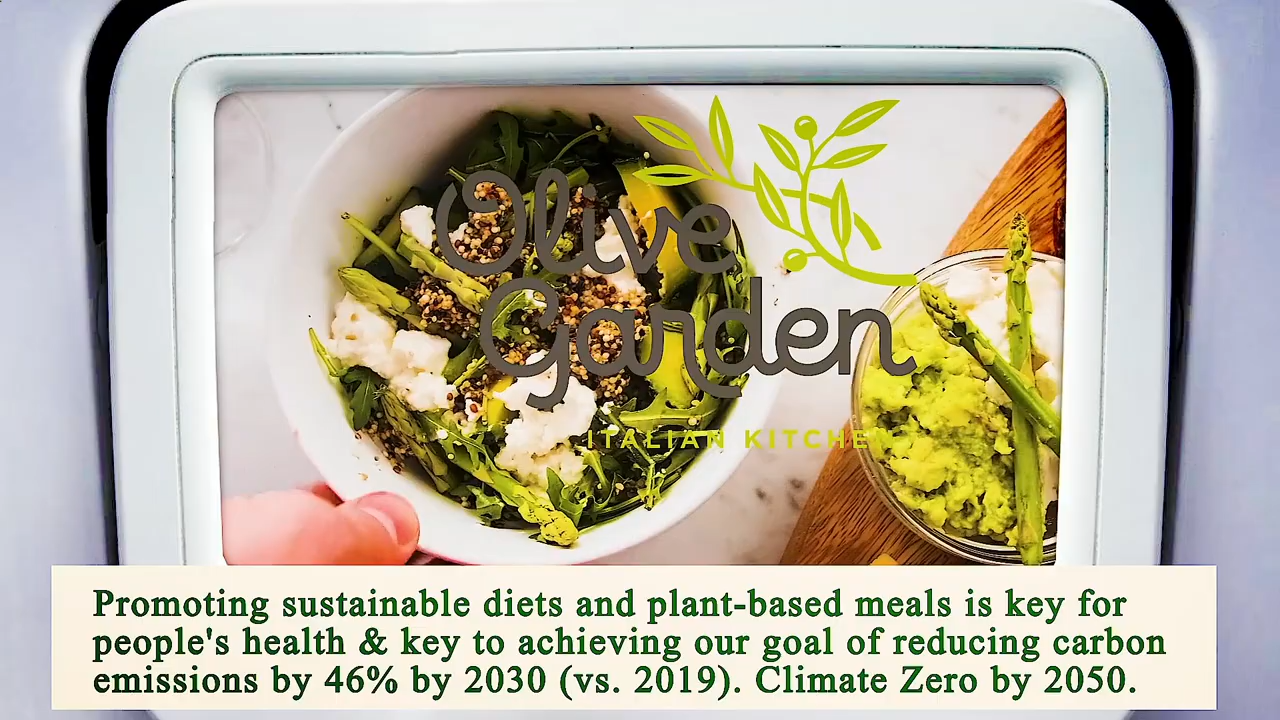 Olive
Garden
ITALIAN KITCHEN
Promoting sustainable diets and plant-based meals is key for
people's health & key to achieving our goal of reducing carbon
emissions by 46% by 2030 (vs. 2019). Climate Zero by 2050.